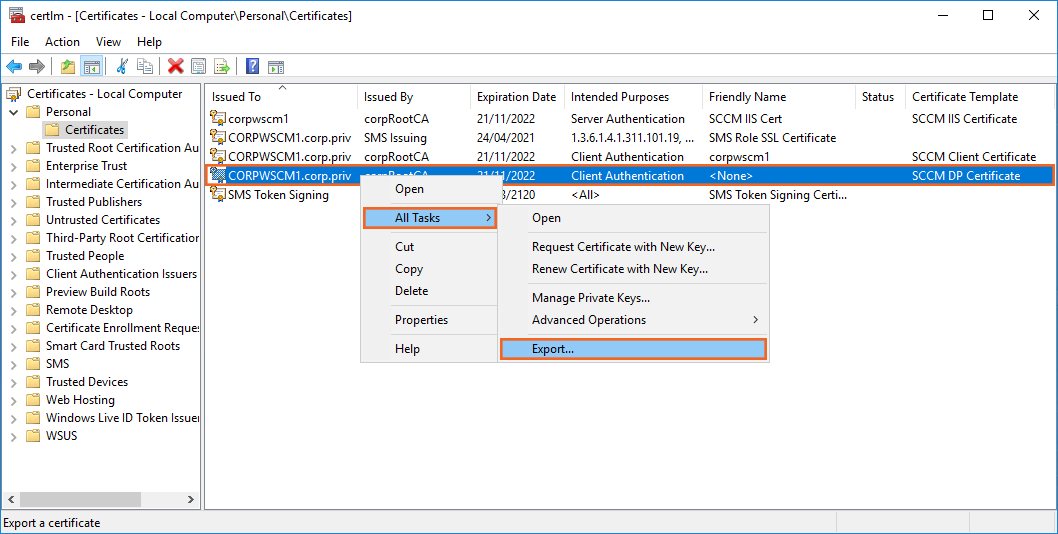 certlm - [Certificates - Local Computer\Personal\Certificates]
File Action View Help
Certificates - Local Computer
Personal
Certificates
Trusted Root Certification Au
Enterprise Trust
Intermediate Certification Au
Trusted Publishers
Untrusted Certificates
Third-Party Root Certification
Trusted People
Client Authentication Issuers
Preview Build Roots
Remote Desktop
Certificate Enrollment Reque
Smart Card Trusted Roots
SMS
Trusted Devices
Web Hosting
Windows Live ID Token Issuer
WSUS
Issued To Issued By Expiration Date Intended Purposes Friendly Name Status Certificate Template
corpwscm1 corpRootCA 21/11/2022 Server Authentication SCCM IIS Cert SCCM IIS Certificate
CORPWSCM1.corp.priv SMS Issuing 24/04/2021 1.3.6.1.4.1.311.101.19, ... SMS Role SSL Certificate
CORPWSCM1.corp.priv corpRootCA 21/11/2022 Client Authentication corpwscm1 SCCM Client Certificate
CORPWSCM1.corp.priv corpRootCA 21/11/2022 Client Authentication <None> SCCM DP Certificate
SMS Token Signing 3/2120 <All> SMS Token Signing Certi...
Open
All Tasks
Cut
Copy
Delete
Properties
Help
Open
Request Certificate with New Key...
Renew Certificate with New Key...
Manage Private Keys...
Advanced Operations
Export...
Export a certificate